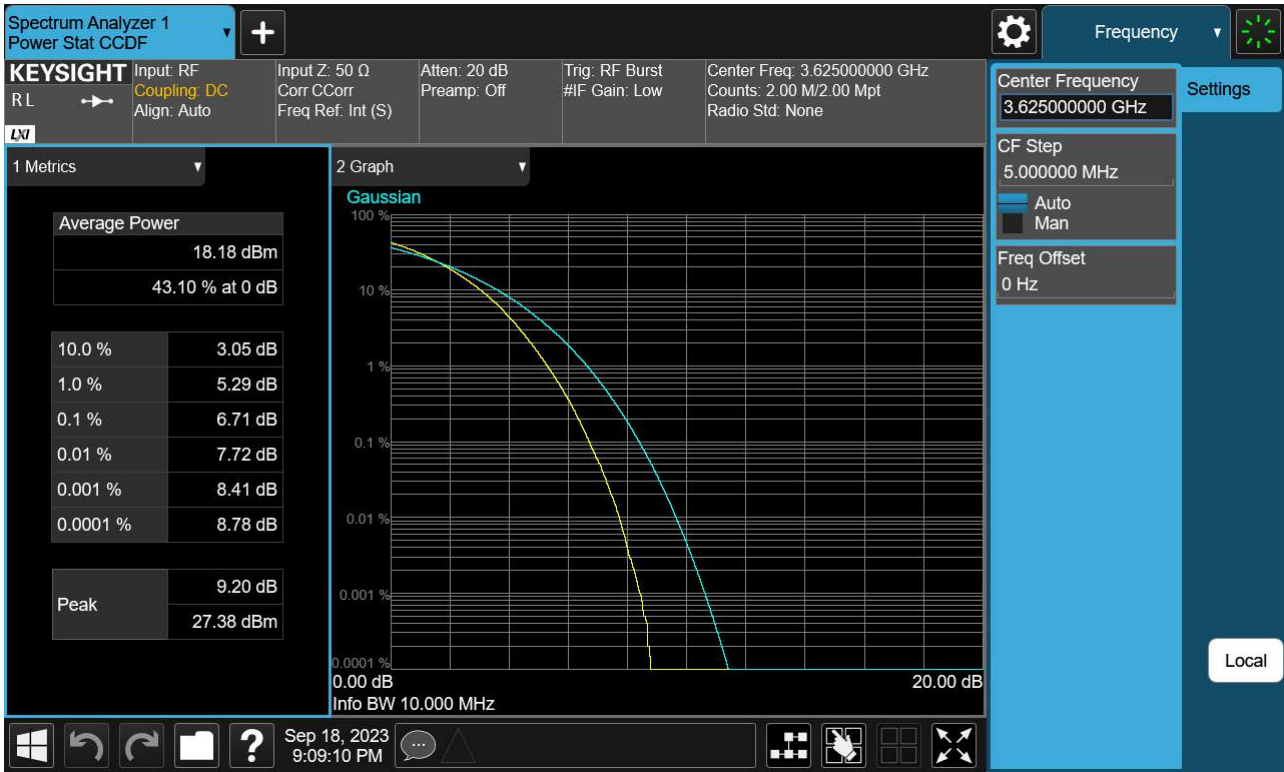 Spectrum Analyzer 1
Power Stat CCDF
+
Frequency
KEYSIGHT
RL
LXI
Input: RF
Coupling: DC
Align: Auto
Input Z: 50 Ω
Corr CCorr
Freq Ref: Int (S)
Atten: 20 dB
Preamp: Off
Trig: RF Burst
#IF Gain: Low
Center Freq: 3.625000000 GHz
Counts: 2.00 M/2.00 Mpt
Radio Std: None
Center Frequency
3.625000000 GHz
Settings
CF Step
5.000000 MHz
Auto
Man
Freq Offset
0 Hz
Local
1 Metrics
Average Power
18.18 dBm
43.10 % at 0 dB
10.0 % 3.05 dB
1.0 % 5.29 dB
0.1 % 6.71 dB
0.01 % 7.72 dB
0.001 % 8.41 dB
0.0001 % 8.78 dB
Peak
9.20 dB
27.38 dBm
2 Graph
Gaussian
100 %
10 %
1 %
0.1 %
0.01 %
0.001 %
0.0001 %
0.00 dB 20.00 dB
Info BW 10.000 MHz
?
Sep 18, 2023
9:09:10 PM